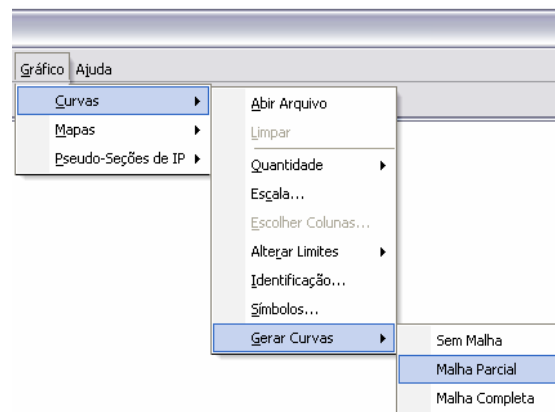 Gráfico Ajuda
Curvas
Mapas
Pseudo-Seções de IP
Abir Arquivo
Limpar
Quantidade
Escala...
Escolher Colunas...
Alterar Limites
Identificação...
Símbolos...
Gerar Curvas
Sem Malha
Malha Parcial
Malha Completa